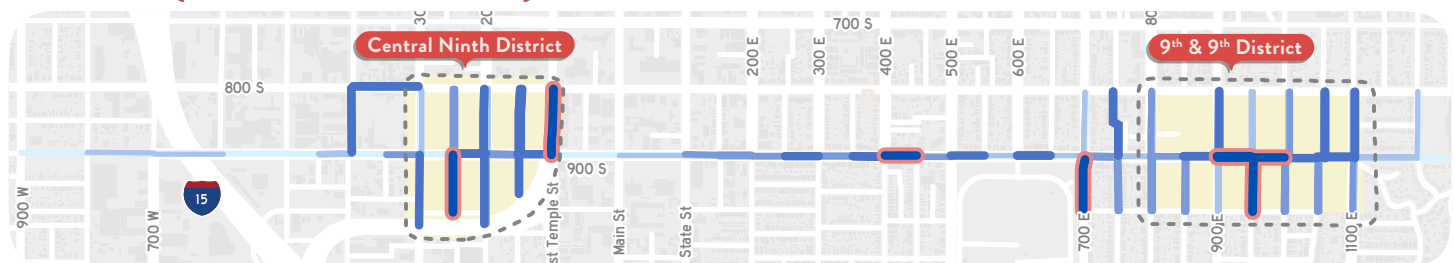 700 S
Central Ninth District
9th & 9th District
200 E
300 E
400 E
500 E
600 E
800 S
900 S
15
900 W
700 W
Main St
State St
700 E
900 E
1100 E